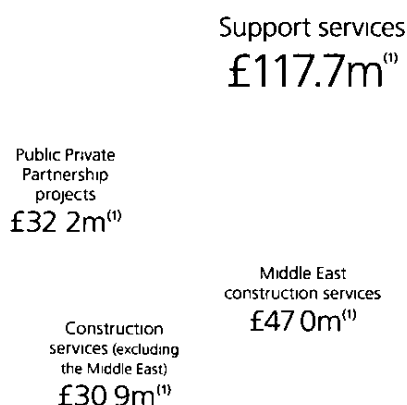 Support services
£117.7m(1)
Public Private
Partnership
projects
£32 2m(1)
Middle East
construction services
£47 0m(1)
Construction
services (excluding
the Middle East)
£30 9m(1)